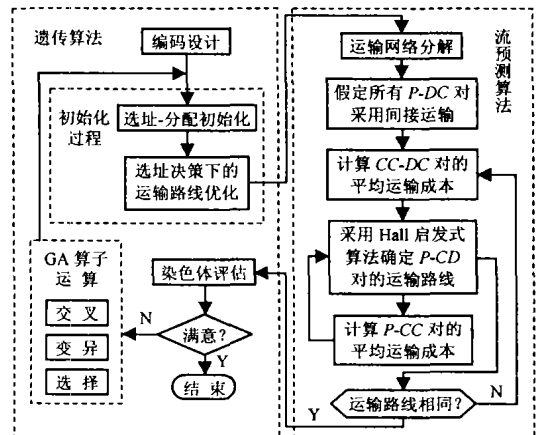 遗传算法
编码设计
初始化
过程
选址-分配初始化
选址决策下的
运输路线优化
GA 算子
运 算
交 叉
变 异
选 择
染色体评估
满意?
N
Y
结 束
流预测算法
运输网络分解
假定所有 P-DC 对
采用间接运输
计算 CC-DC 对的
平均运输成本
采用 Hall 启发式
算法确定 P-CD
对的运输路线
计算 P-CC 对的
平均运输成本
运输路线相同?
Y
N